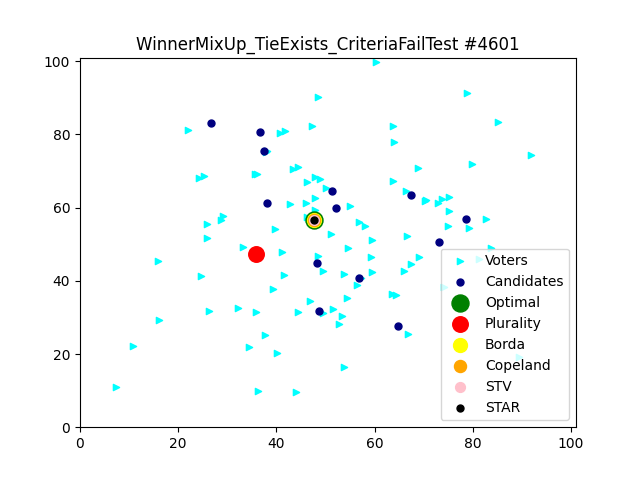 WinnerMixUp_TieExists_CriteriaFailTest #4601
100
80
60
40
20
0
0
20
40
60
80
100
Voters
Candidates
Optimal
Plurality
Borda
Copeland
STV
STAR